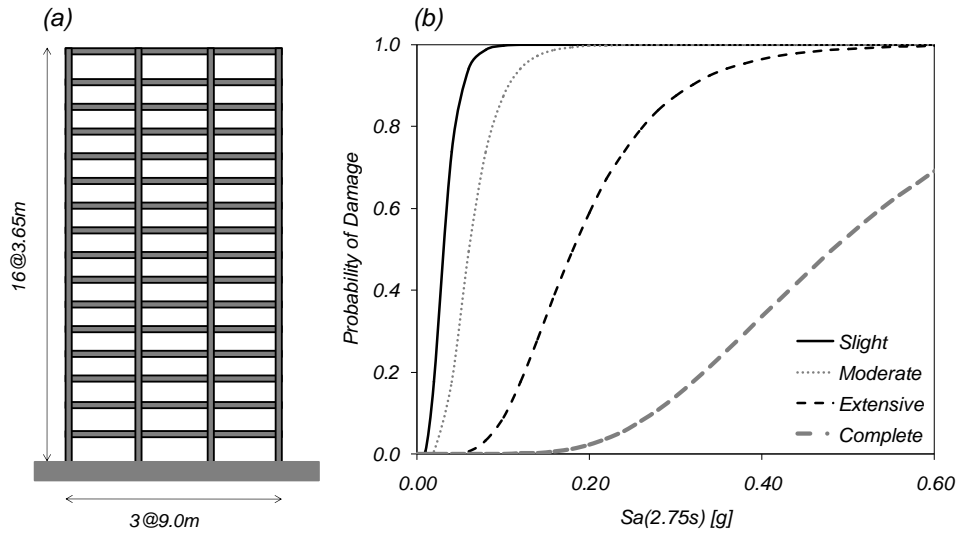 (a)
16@3.65m
3@9.0m
(b)
Probability of Damage
1.0
0.8
0.6
0.4
0.2
0.0
0.00 0.20 0.40 0.60
Sa(2.75s) [g]
Slight
Moderate
Extensive
Complete